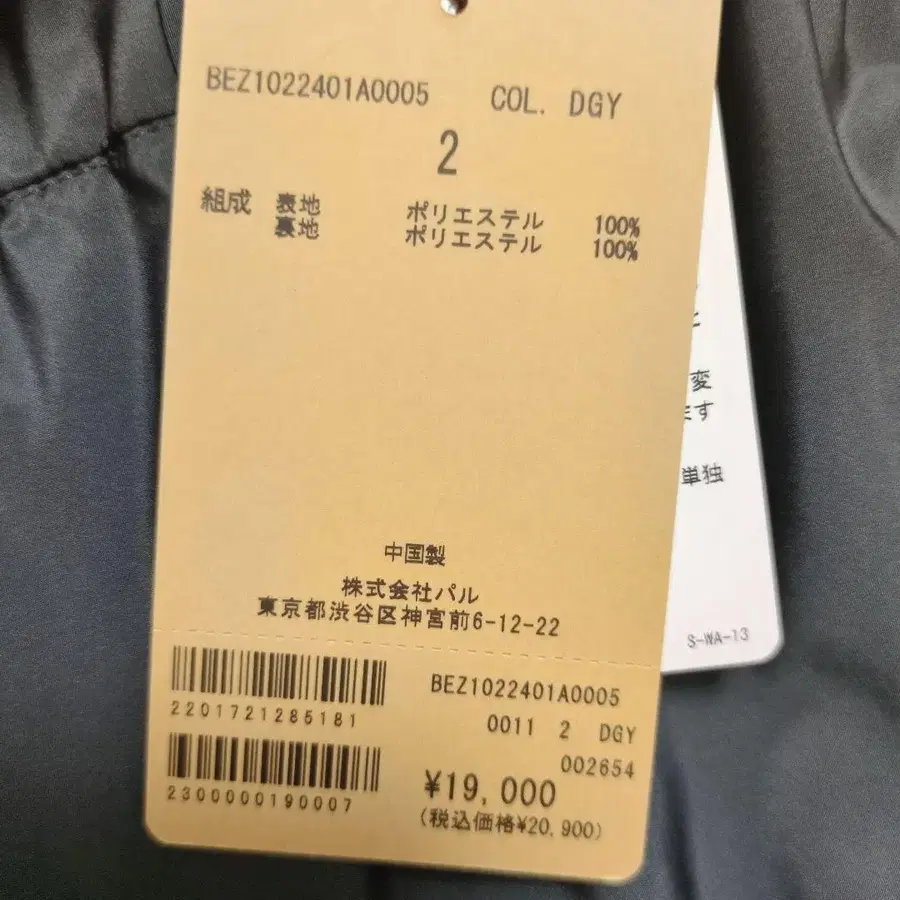 BEZ1022401A0005 COL. DGY
2
組成 表地 ポリエステル 100%
裏地 ポリエステル 100%
中国製
株式会社パル
東京都渋谷区神宮前6-12-22
2201721285181
BEZ1022401A0005
0011 2 DGY
002654
2300000190007
¥19,000
(税込価格¥20,900)
変
ます
単独
S-WA-13